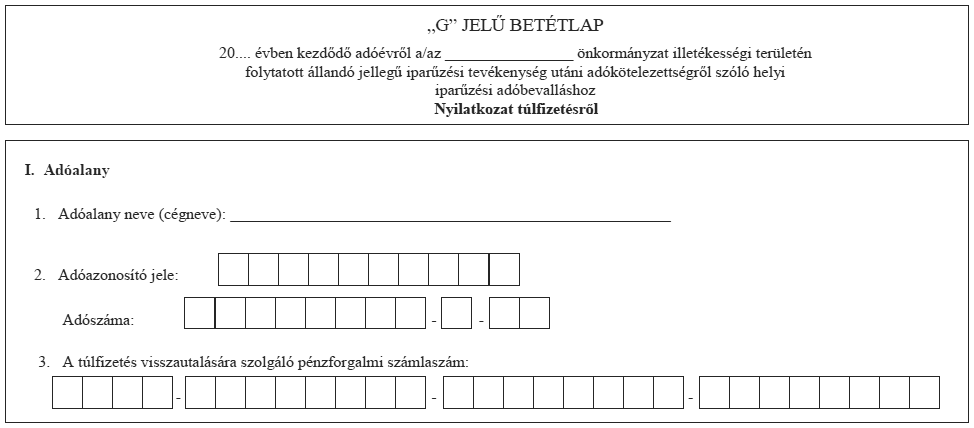 „G” JELŰ BETÉTLAP
20.... évben kezdődő adóévről a/az ________________ önkormányzat illetékességi területén
folytatott állandó jellegű iparűzési tevékenység utáni adókötelezettségről szóló helyi
iparűzési adóbevalláshoz
Nyilatkozat túlfizetésről
I. Adóalany
1. Adóalany neve (cégneve): _______________________________________________________
2. Adóazonosító jele:
Adószáma: - -
3. A túlfizetés visszautalására szolgáló pénzforgalmi számlaszám:
- - -